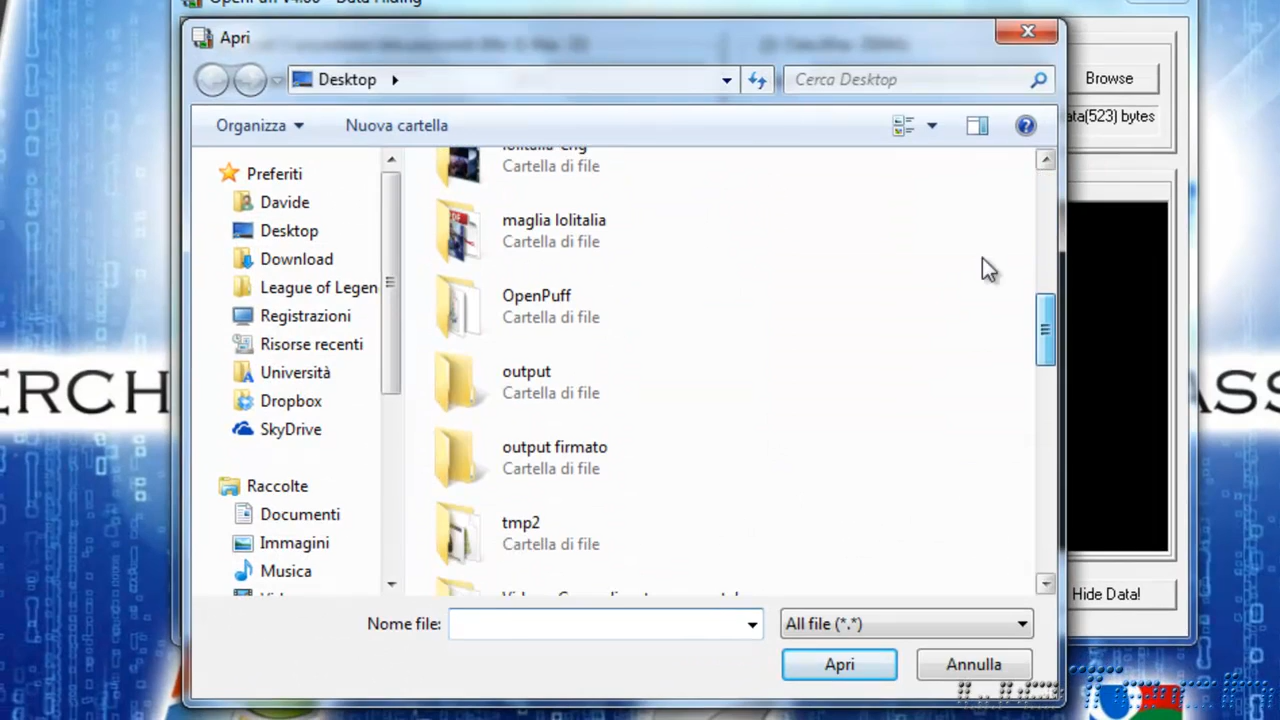 Apri
Desktop
Cerca Desktop
Browse
Organizza
Nuova cartella
ata(523) bytes
Preferiti
Davide
Desktop
Download
League of Legen
Registrazioni
Risorse recenti
Università
Dropbox
SkyDrive
Raccolte
Documenti
Immagini
Musica
Cartella di file
maglia lolitalia
Cartella di file
OpenPuff
Cartella di file
output
Cartella di file
output firmato
Cartella di file
tmp2
Cartella di file
ERCH
ASS
Hide Data!
Nome file:
All file (*.*)
Apri
Annulla